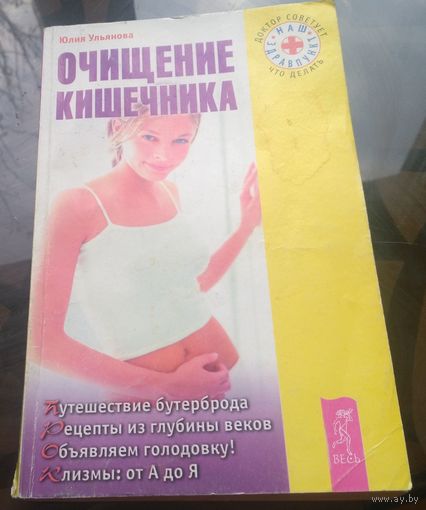 Юлия Ульянова
ОЧИЩЕНИЕ
КИШЕЧНИКА
ДОКТОР СОВЕТУЕТ
НАШ
ЗДРАВПУНКТ
ЧТО ДЕЛАТЬ
Путешествие бутерброда
Рецепты из глубины веков
Объявляем голодовку!
Клизмы: от А до Я
ВЕСЬ
www.ay.by